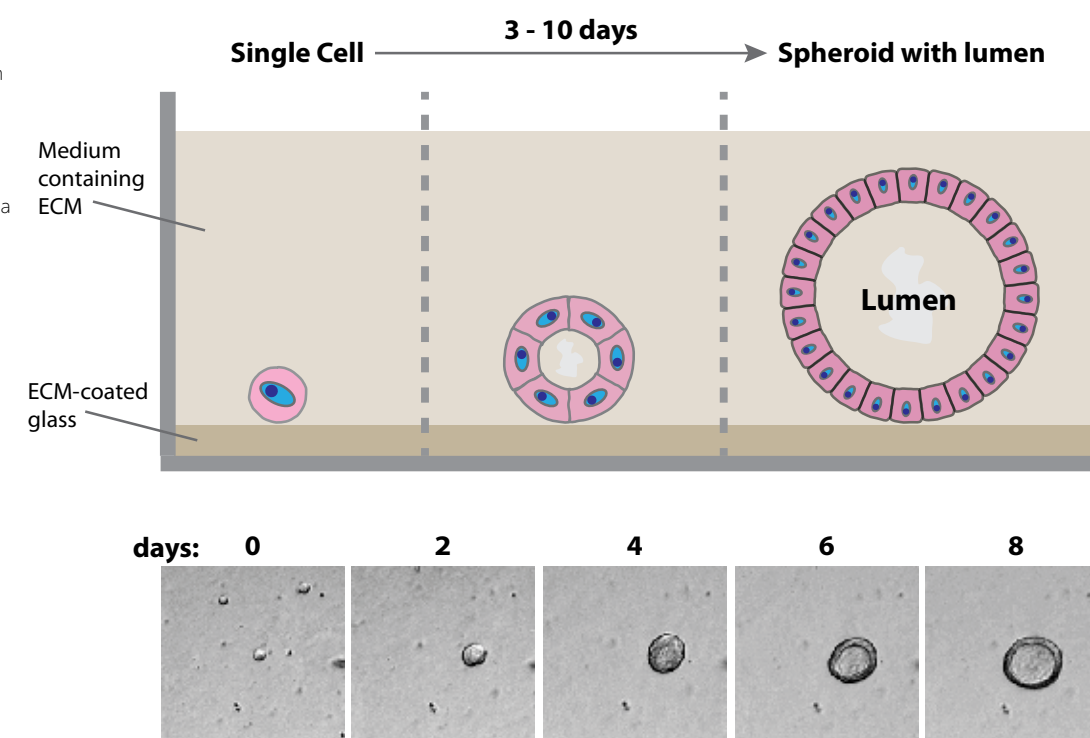 3 - 10 days
Single Cell
Spheroid with lumen
n
Medium
containing
ECM
a
Lumen
ECM-coated
glass
days: 0 2 4 6 8